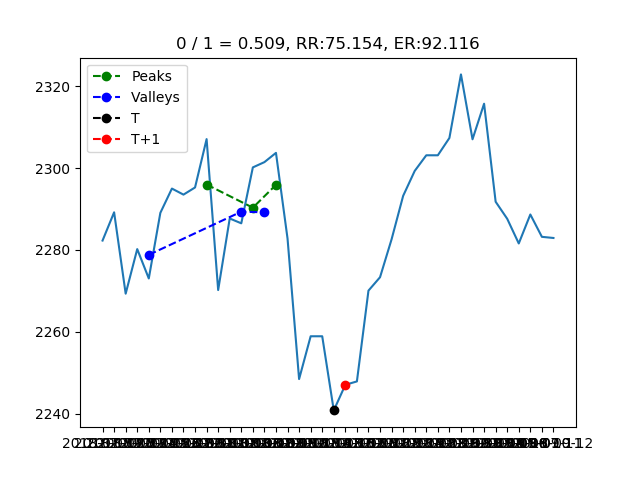 0 / 1 = 0.509, RR:75.154, ER:92.116
Peaks
Valleys
T
T+1
2320
2300
2280
2260
2240